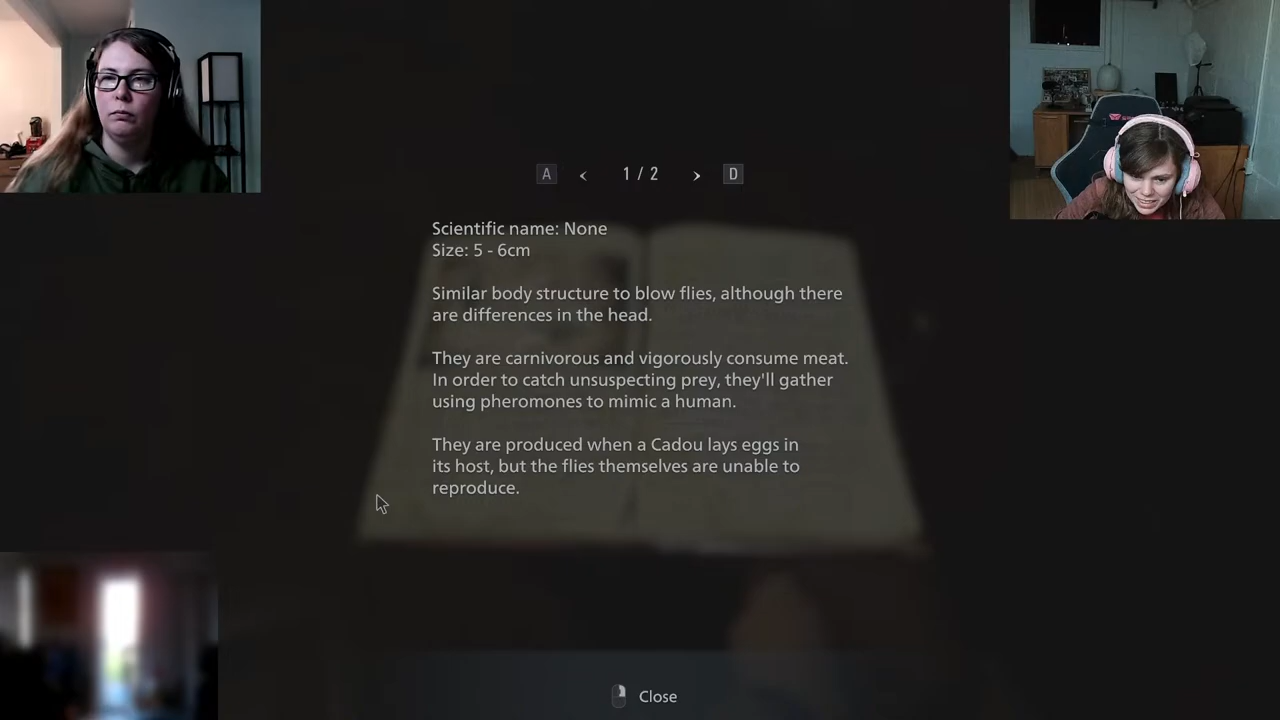 A < 1 / 2 > D
Scientific name: None
Size: 5 - 6cm
Similar body structure to blow flies, although there
are differences in the head.
They are carnivorous and vigorously consume meat.
In order to catch unsuspecting prey, they'll gather
using pheromones to mimic a human.
They are produced when a Cadou lays eggs in
its host, but the flies themselves are unable to
reproduce.
Close